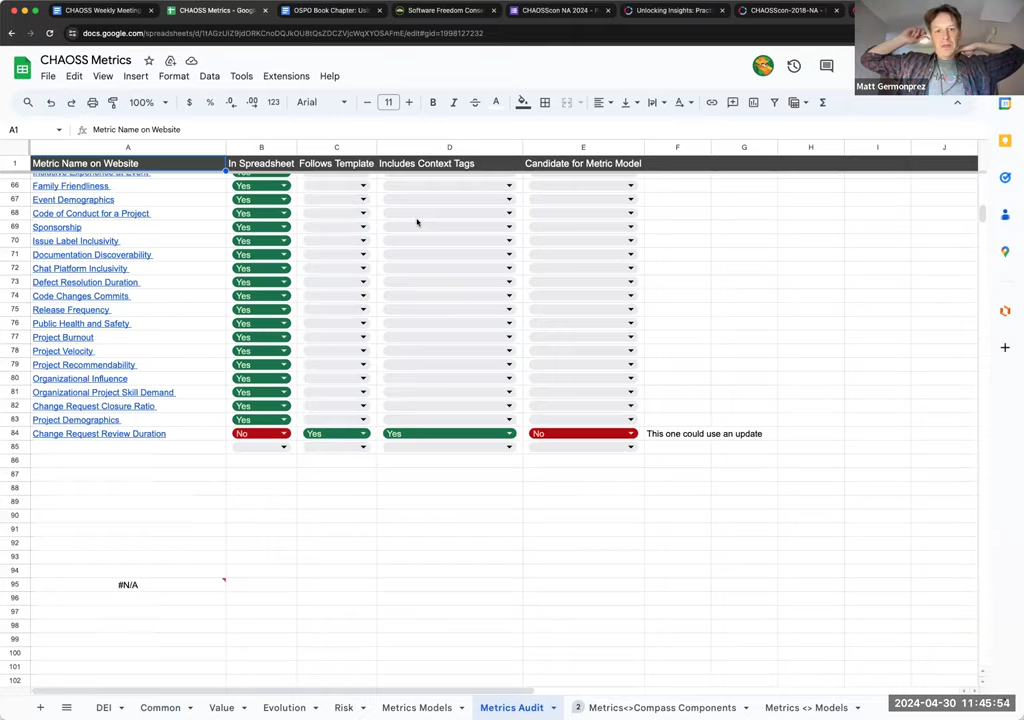 CHAOSS Weekly Meeting
CHAOSS Metrics - Google
OSPO Book Chapter: Usin
Software Freedom Conse
CHAOSScon NA 2024 - P
Unlocking Insights: Pract
CHAOSScon-2018-NA -
docs.google.com/spreadsheets/d/1tAGzUiZ9jdORKCnoDQJkOU8tQsZDCZVjcWqXYOSAFmE/edit#gid=1998127232
CHAOSS Metrics
File Edit View Insert Format Data Tools Extensions Help
100% $ % .0 .00 123 Arial 11 B I S A
Matt Germonprez
A1 fx Metric Name on Website
A B C D E F G H I J
1 Metric Name on Website In Spreadsheet Follows Template Includes Context Tags Candidate for Metric Model
Inclusive Experience at Event Yes
66 Family Friendliness Yes
67 Event Demographics Yes
68 Code of Conduct for a Project Yes
69 Sponsorship Yes
70 Issue Label Inclusivity Yes
71 Documentation Discoverability Yes
72 Chat Platform Inclusivity Yes
73 Defect Resolution Duration Yes
74 Code Changes Commits Yes
75 Release Frequency Yes
76 Public Health and Safety Yes
77 Project Burnout Yes
78 Project Velocity Yes
79 Project Recommendability Yes
80 Organizational Influence Yes
81 Organizational Project Skill Demand Yes
82 Change Request Closure Ratio Yes
83 Project Demographics Yes
84 Change Request Review Duration No Yes Yes No This one could use an update
85
86
87
88
89
90
91
92
93
94
95 #N/A
96
97
98
99
100
101
102
DEI Common Value Evolution Risk Metrics Models Metrics Audit 2 Metrics<>Compass Components Metrics <> Models
2024-04-30 11:45:54